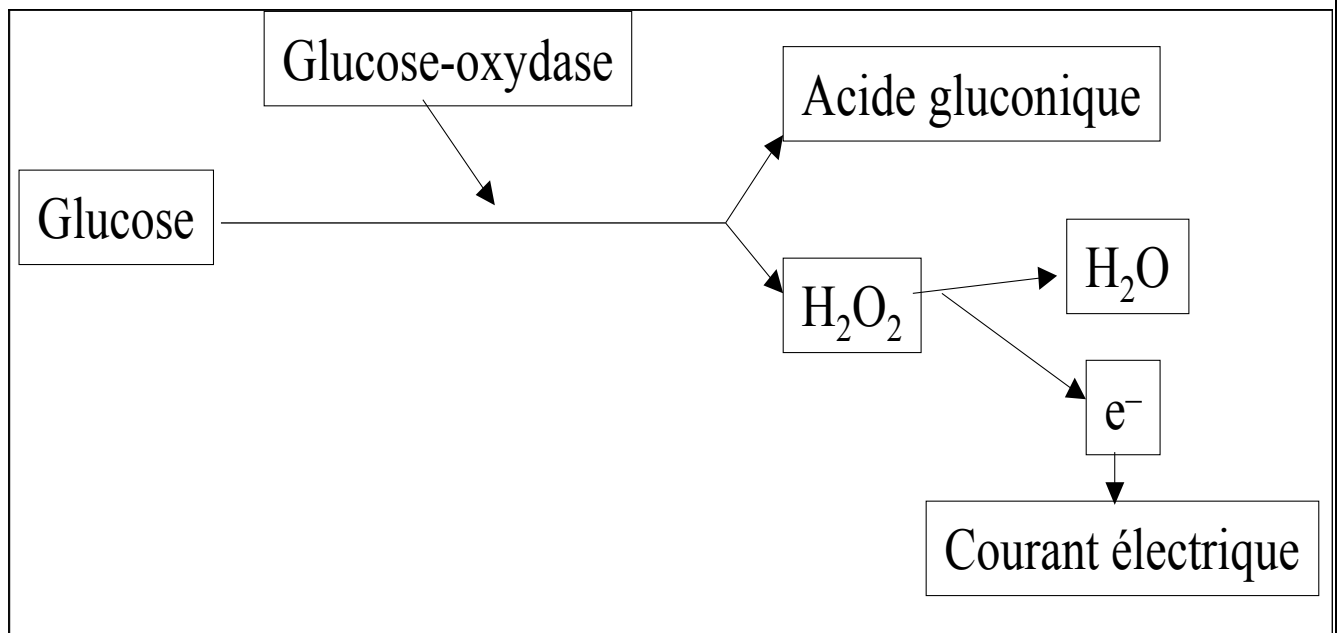 Glucose-oxydase
Acide gluconique
Glucose
H₂O
H₂O₂
e⁻
Courant électrique